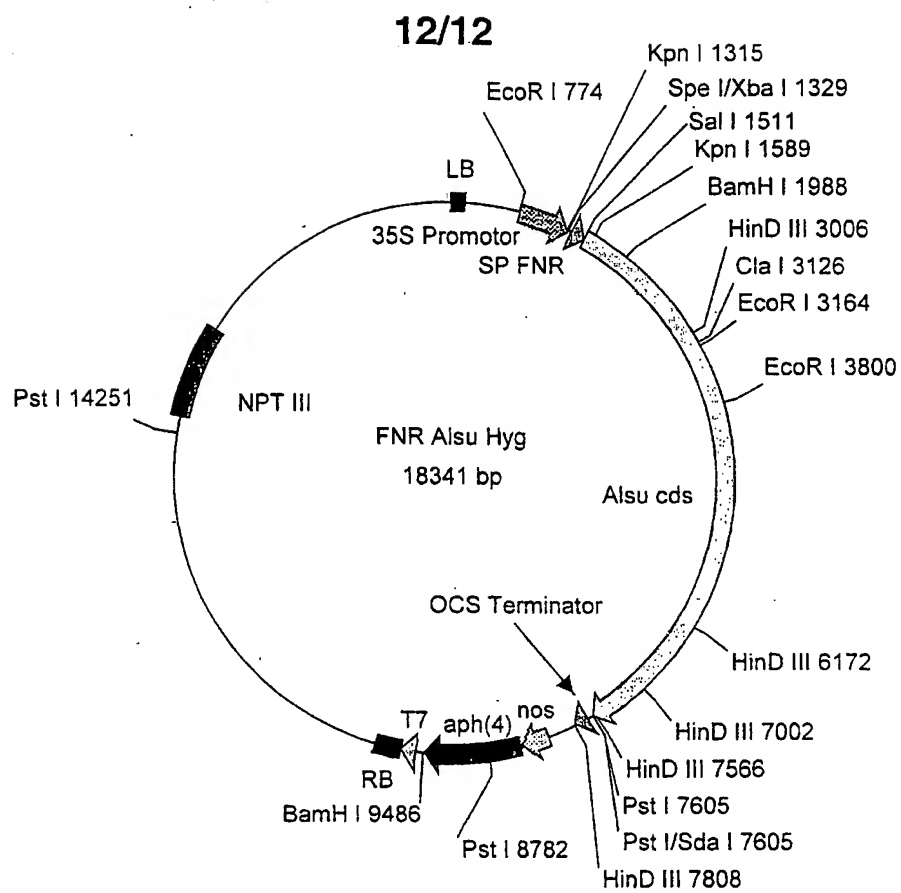 12/12
Kpn I 1315
EcoR I 774
Spe I/Xba I 1329
Sal I 1511
Kpn I 1589
LB
BamH I 1988
35S Promotor
HinD III 3006
SP FNR
Cla I 3126
EcoR I 3164
EcoR I 3800
Pst I 14251
NPT III
FNR Alsu Hyg
18341 bp
Alsu cds
OCS Terminator
HinD III 6172
T7
aph(4)
nos
HinD III 7002
RB
HinD III 7566
BamH I 9486
Pst I 7605
Pst I 8782
Pst I/Sda I 7605
HinD III 7808